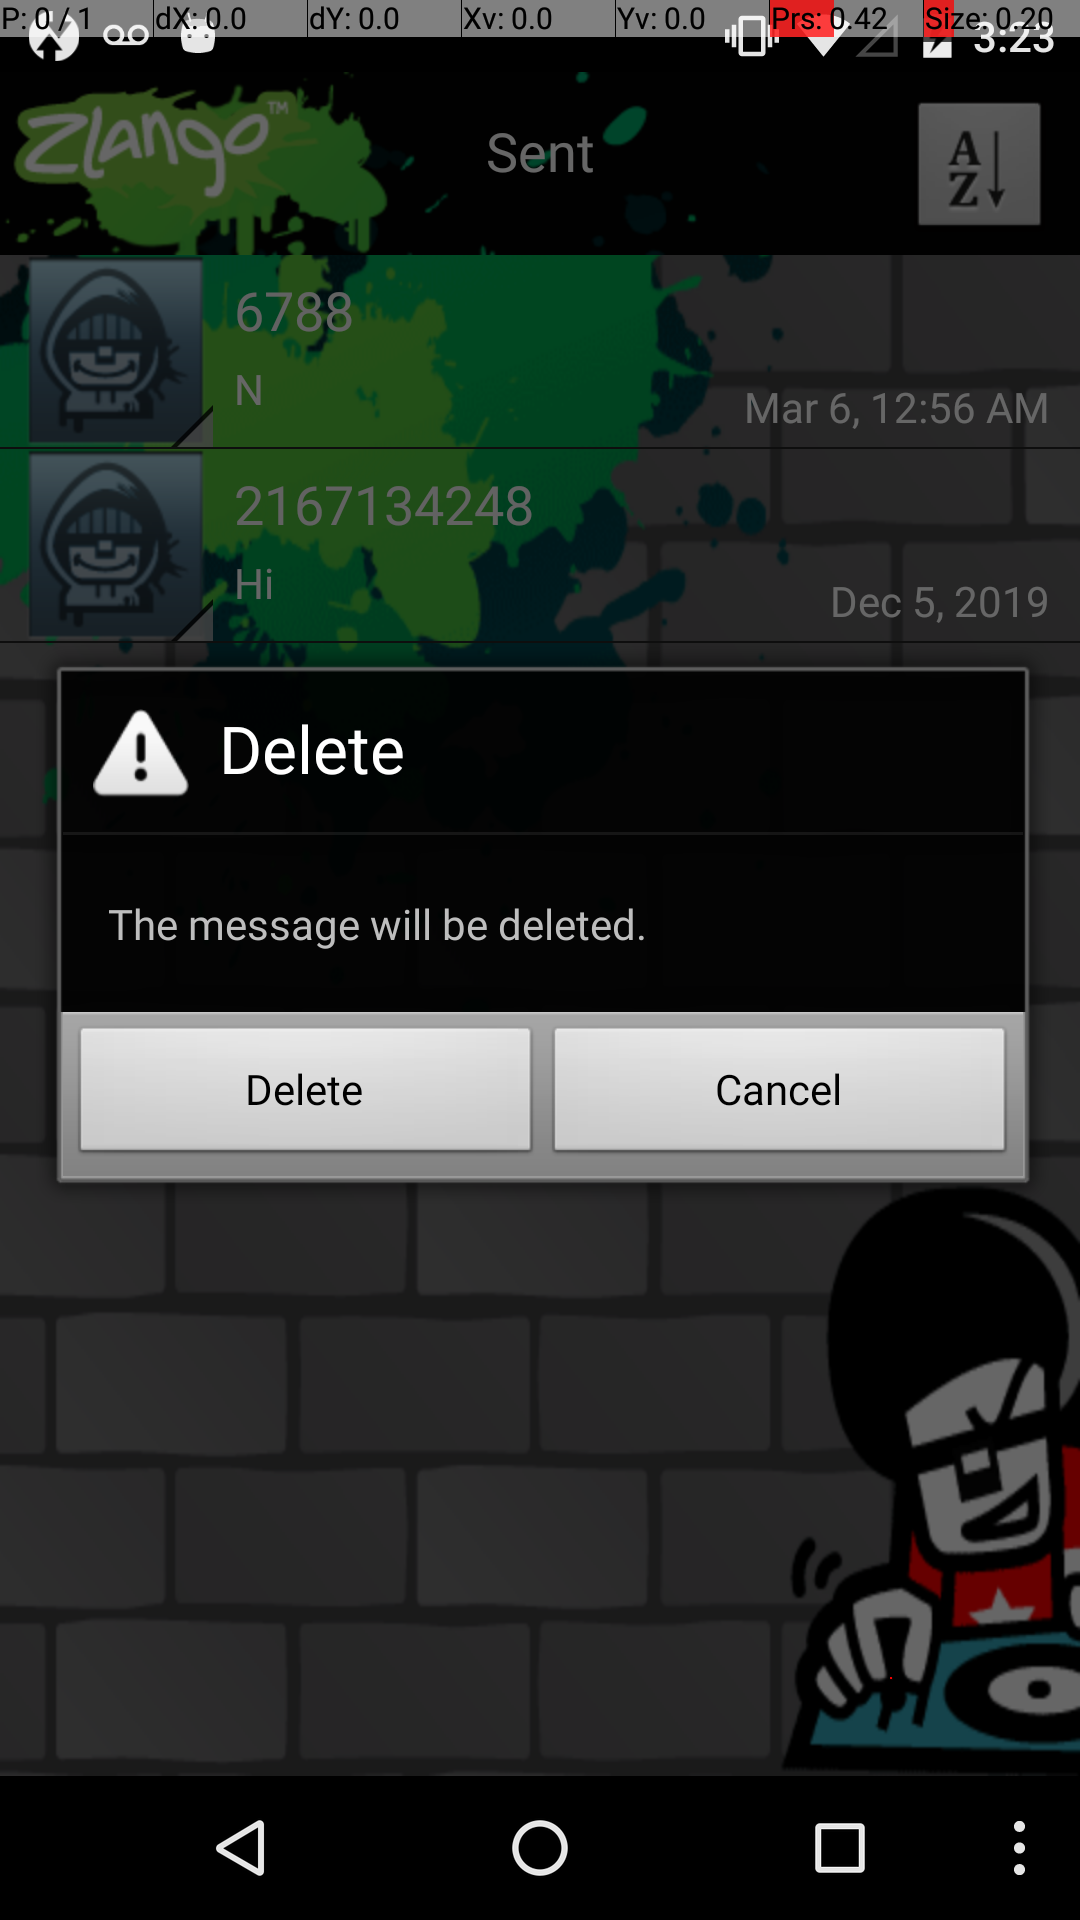 P: 0 / 1 dX: 0.0 dY: 0.0 Xv: 0.0 Yv: 0.0 Prs: 0.42 Size: 0.20
3:23
Zlango™
Sent
A
Z
6788
N
Mar 6, 12:56 AM
2167134248
Hi
Dec 5, 2019
Delete
The message will be deleted.
Delete
Cancel